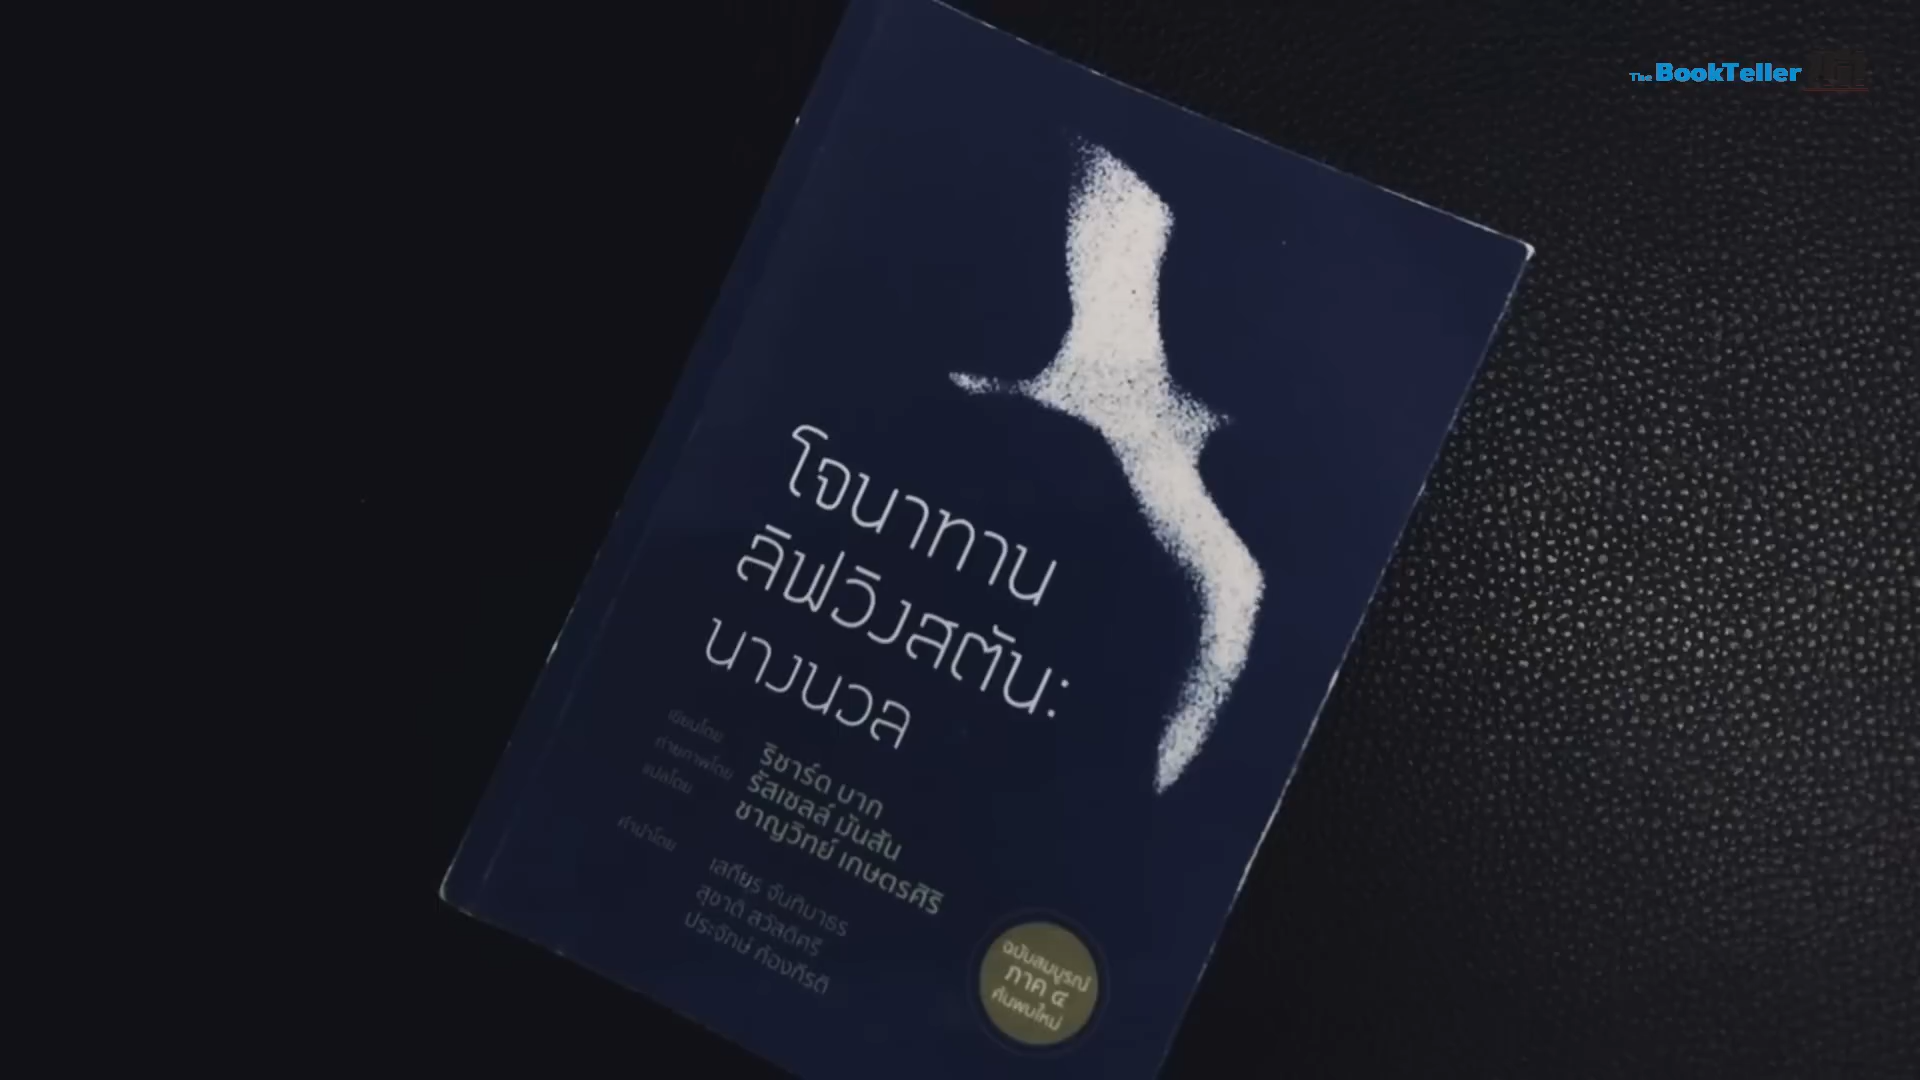 The BookTeller
โจนาทาน
ลิฟวิงสตัน:
นางนวล
เขียนโดย ริชาร์ด บาก
ถ่ายภาพโดย รัสเซลล์ มันสัน
แปลโดย ชาญวิทย์ เกษตรศิริ
คำนำโดย เสถียร จันทิมาธร
สุชาติ สวัสดิ์ศรี
ประจักษ์ ก้องกีรติ
ฉบับสมบูรณ์
ภาค ๔
ค้นพบใหม่